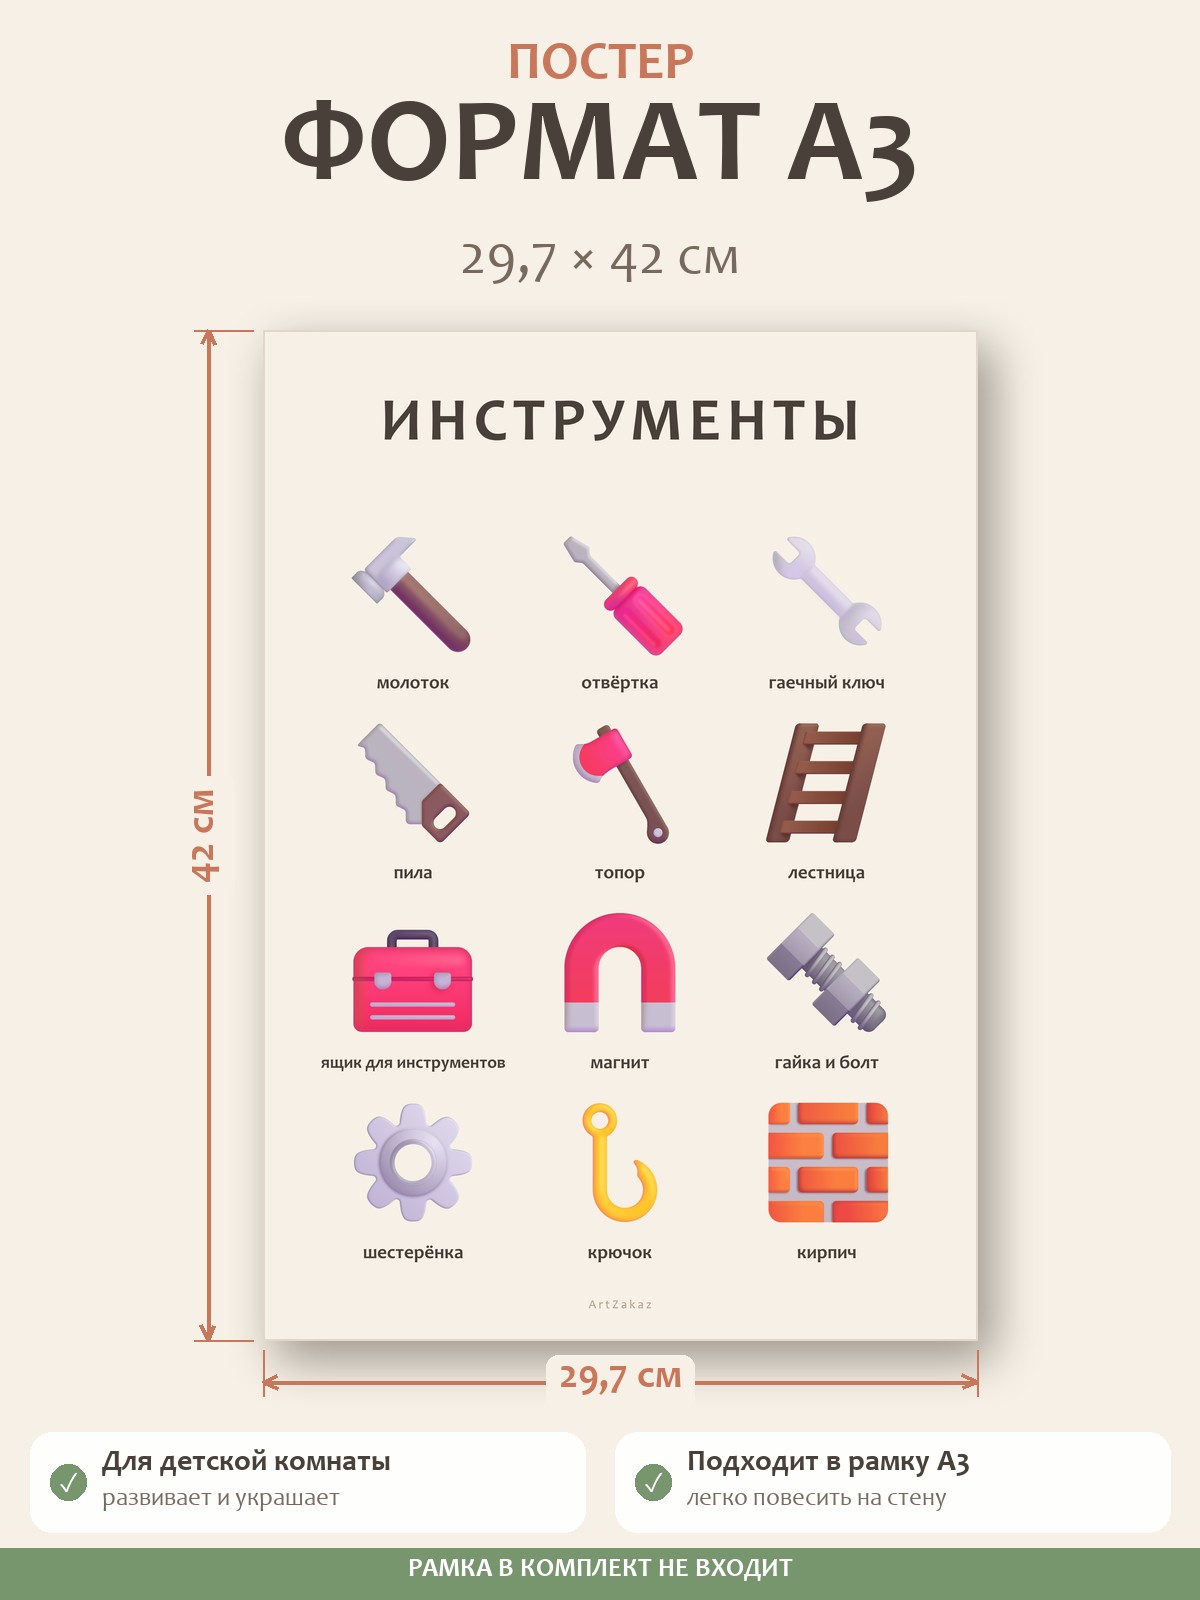 ПОСТЕР
ФОРМАТ А3
29,7 × 42 см
ИНСТРУМЕНТЫ
молоток
отвёртка
гаечный ключ
пила
топор
лестница
42 см
ящик для инструментов
магнит
гайка и болт
шестерёнка
крючок
кирпич
ArtZakaz
29,7 см
Для детской комнаты
развивает и украшает
Подходит в рамку А3
легко повесить на стену
РАМКА В КОМПЛЕКТ НЕ ВХОДИТ